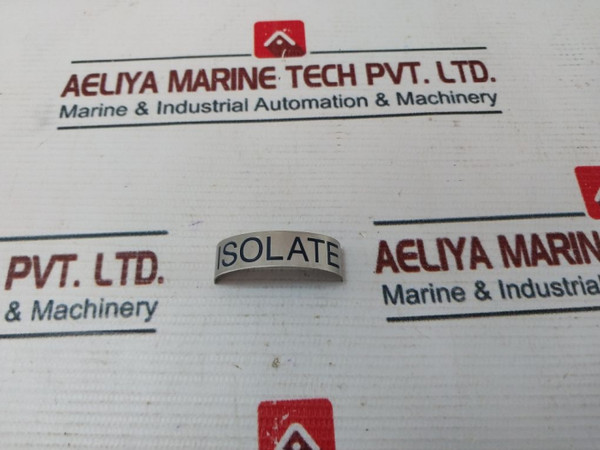 AELIYA MARINE TECH PVT. LTD.
Marine & Industrial Automation & Machinery
ISOLATE
PVT. LTD.
& Machinery
AELIYA MARIN
Marine & Industrial